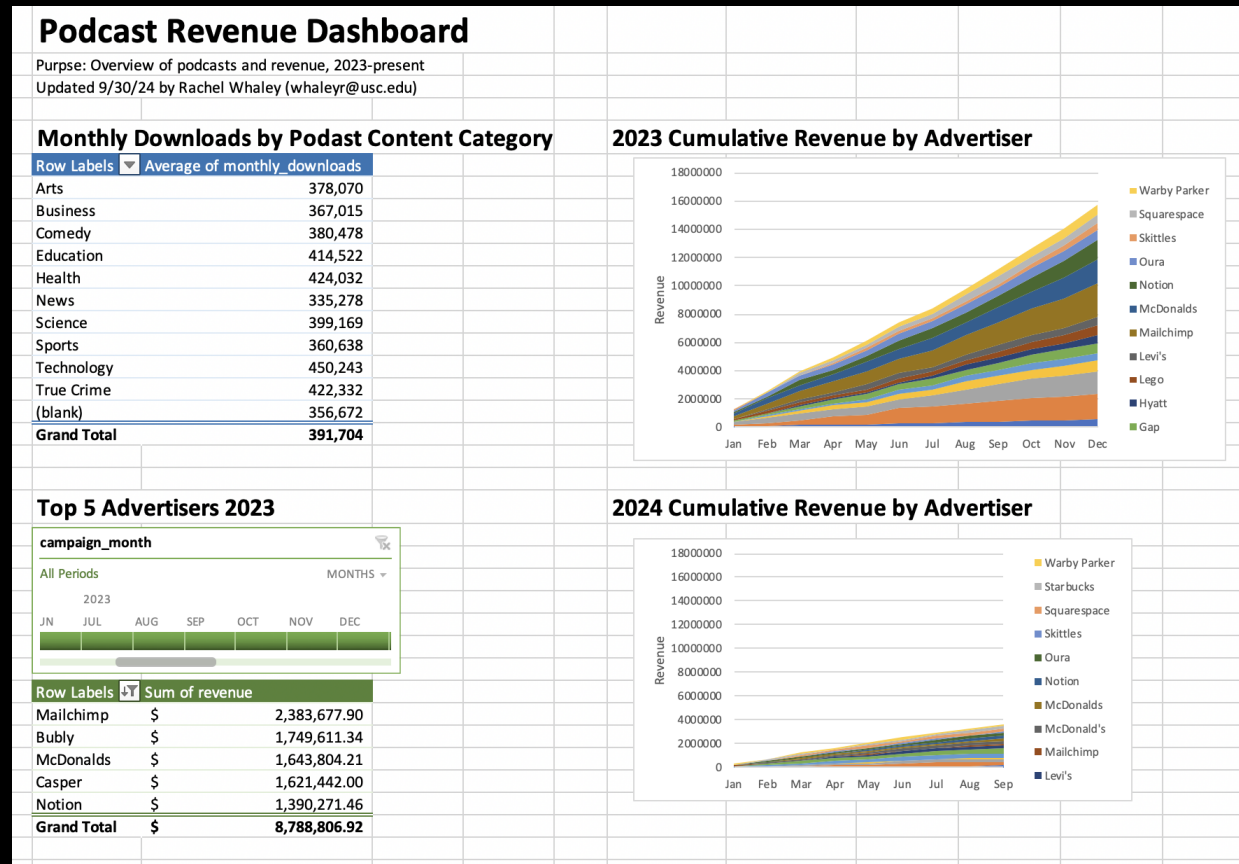 Podcast Revenue Dashboard
Purpse: Overview of podcasts and revenue, 2023-present
Updated 9/30/24 by Rachel Whaley (whaleyr@usc.edu)
Monthly Downloads by Podast Content Category
Row Labels Average of monthly_downloads
Arts 378,070
Business 367,015
Comedy 380,478
Education 414,522
Health 424,032
News 335,278
Science 399,169
Sports 360,638
Technology 450,243
True Crime 422,332
(blank) 356,672
Grand Total 391,704
2023 Cumulative Revenue by Advertiser
Revenue
18000000
16000000
14000000
12000000
10000000
8000000
6000000
4000000
2000000
0
Jan Feb Mar Apr May Jun Jul Aug Sep Oct Nov Dec
Warby Parker
Squarespace
Skittles
Oura
Notion
McDonalds
Mailchimp
Levi's
Lego
Hyatt
Gap
Top 5 Advertisers 2023
campaign_month
All Periods MONTHS
2023
JN JUL AUG SEP OCT NOV DEC
Row Labels Sum of revenue
Mailchimp $ 2,383,677.90
Bubly $ 1,749,611.34
McDonalds $ 1,643,804.21
Casper $ 1,621,442.00
Notion $ 1,390,271.46
Grand Total $ 8,788,806.92
2024 Cumulative Revenue by Advertiser
Revenue
18000000
16000000
14000000
12000000
10000000
8000000
6000000
4000000
2000000
0
Jan Feb Mar Apr May Jun Jul Aug Sep
Warby Parker
Starbucks
Squarespace
Skittles
Oura
Notion
McDonalds
McDonald's
Mailchimp
Levi's